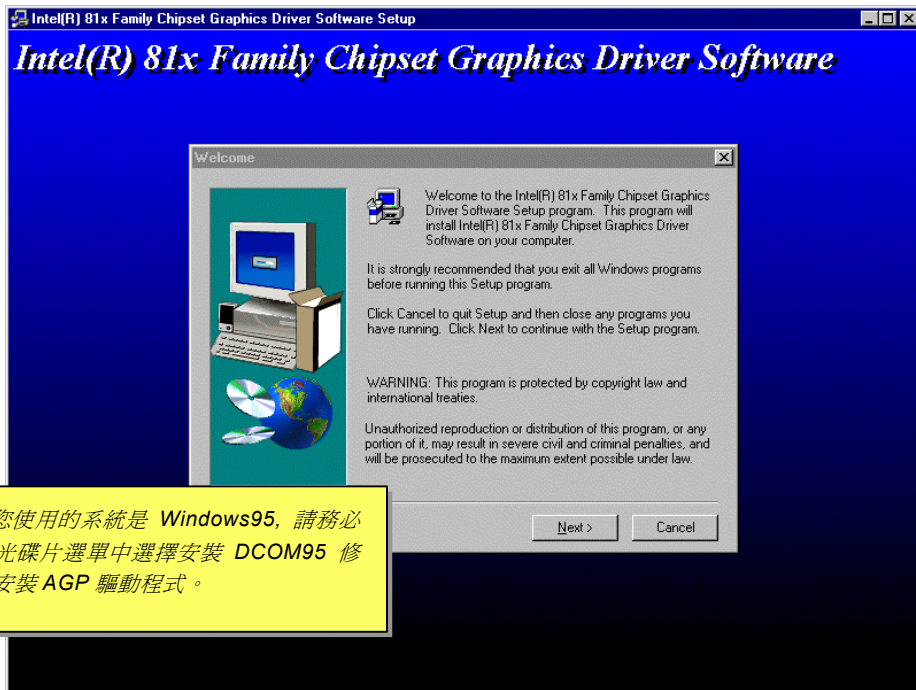 Intel(R) 81x Family Chipset Graphics Driver Software Setup
Intel(R) 81x Family Chipset Graphics Driver Software
Welcome
Welcome to the Intel(R) 81x Family Chipset Graphics
Driver Software Setup program. This program will
install Intel(R) 81x Family Chipset Graphics Driver
Software on your computer.
It is strongly recommended that you exit all Windows programs
before running this Setup program.
Click Cancel to quit Setup and then close any programs you
have running. Click Next to continue with the Setup program.
WARNING: This program is protected by copyright law and
international treaties.
Unauthorized reproduction or distribution of this program, or any
portion of it, may result in severe civil and criminal penalties, and
will be prosecuted to the maximum extent possible under law.
Next >
Cancel
您使用的系統是 Windows95, 請務必
光碟片選單中選擇安裝 DCOM95 修
安裝 AGP 驅動程式。